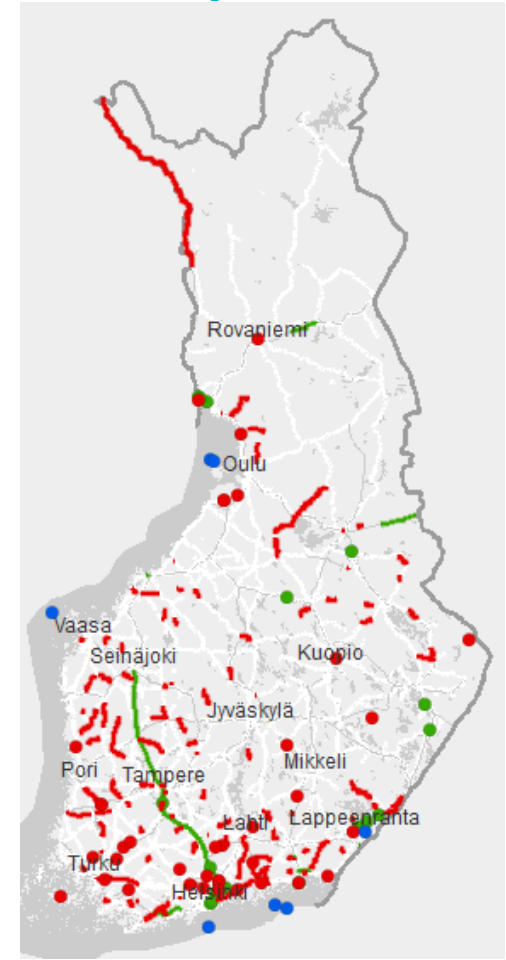 Rovaniemi
Oulu
Vaasa
Seinäjoki
Kuopio
Jyväskylä
Mikkeli
Pori
Tampere
Lahti
Lappeenranta
Turku
Helsinki